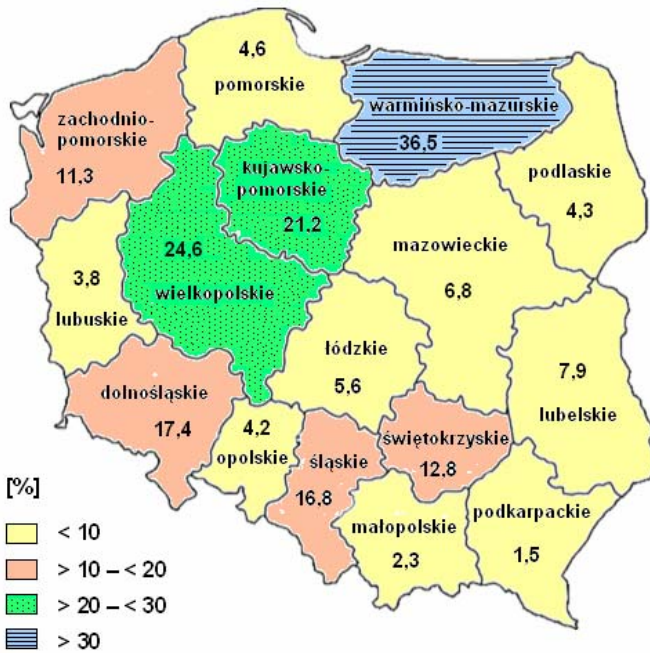 4,6
pomorskie
warmińsko-mazurskie
36,5
zachodnio-
pomorskie
11,3
kujawsko-
pomorskie
21,2
podlaskie
4,3
24,6
wielkopolskie
mazowieckie
6,8
3,8
lubuskie
łódzkie
5,6
7,9
lubelskie
dolnośląskie
17,4
4,2
opolskie
śląskie
16,8
świętokrzyskie
12,8
małopolskie
2,3
podkarpackie
1,5
[%]
< 10
> 10 – < 20
> 20 – < 30
> 30